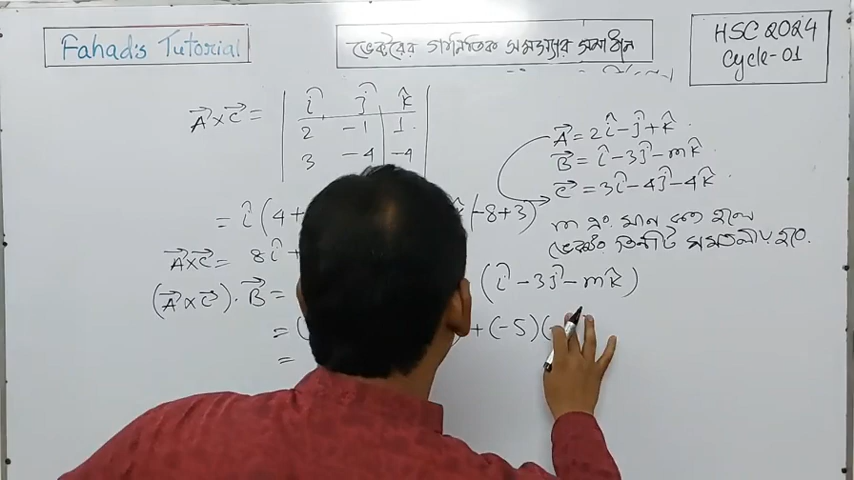 Fahad's Tutorial
ভেক্টরের গাণিতিক সমস্যার সমাধান
HSC 2024
Cycle-01
A⃗×C⃗ = | î ĵ k̂ |
2 -1 1
3 -4 -4
= î(4+ k̂(-8+3)
A⃗×C⃗ = 8î+
(A⃗×C⃗).B⃗ = (î-3ĵ-mk̂)
= ( +(-5)(-
=
A⃗ = 2î-ĵ+k̂
B⃗ = î-3ĵ-mk̂
C⃗ = 3î-4ĵ-4k̂
m এর মান কত হলে
ভেক্টর তিনটি সমতলীয় হবে.